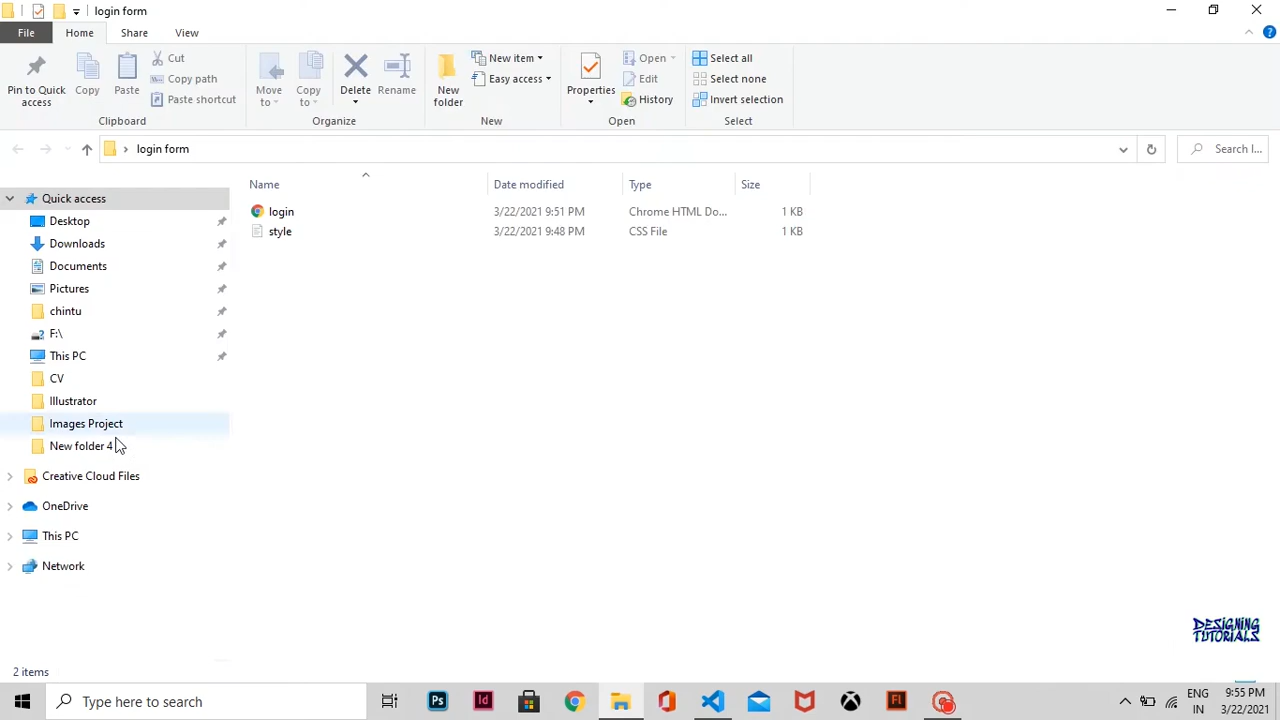 login form
File Home Share View
Pin to Quick access
Copy
Paste
Cut
Copy path
Paste shortcut
Clipboard
Move to
Copy to
Delete
Rename
Organize
New folder
New item
Easy access
New
Properties
Open
Edit
History
Open
Select all
Select none
Invert selection
Select
login form
Search l...
Name Date modified Type Size
login 3/22/2021 9:51 PM Chrome HTML Do... 1 KB
style 3/22/2021 9:48 PM CSS File 1 KB
Quick access
Desktop
Downloads
Documents
Pictures
chintu
F:\
This PC
CV
Illustrator
Images Project
New folder 4
Creative Cloud Files
OneDrive
This PC
Network
DESIGNING
TUTORIALS
2 items
Type here to search
Ps
Id
Fl
ENG
IN
9:55 PM
3/22/2021